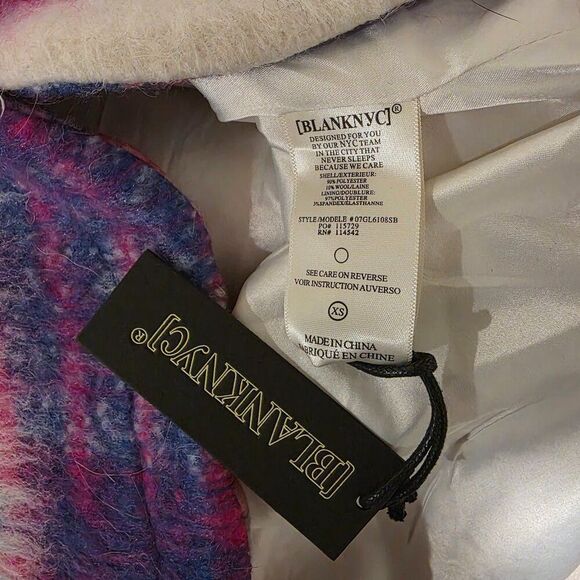 [BLANKNYC]®
DESIGNED FOR YOU
BY OUR NYC TEAM
IN THE CITY THAT
NEVER SLEEPS
BECAUSE WE CARE
SHELL/EXTERIEUR:
90% POLYESTER
10% WOOL/LAINE
LINING/DOUBLURE:
97% POLYESTER
3% SPANDEX/ELASTHANNE
STYLE/MODELE # 07GL6108SB
PO# 115729
RN# 114542
SEE CARE ON REVERSE
VOIR INSTRUCTION AUVERSO
XS
MADE IN CHINA
FABRIQUÉ EN CHINE
[BLANKNYC]®